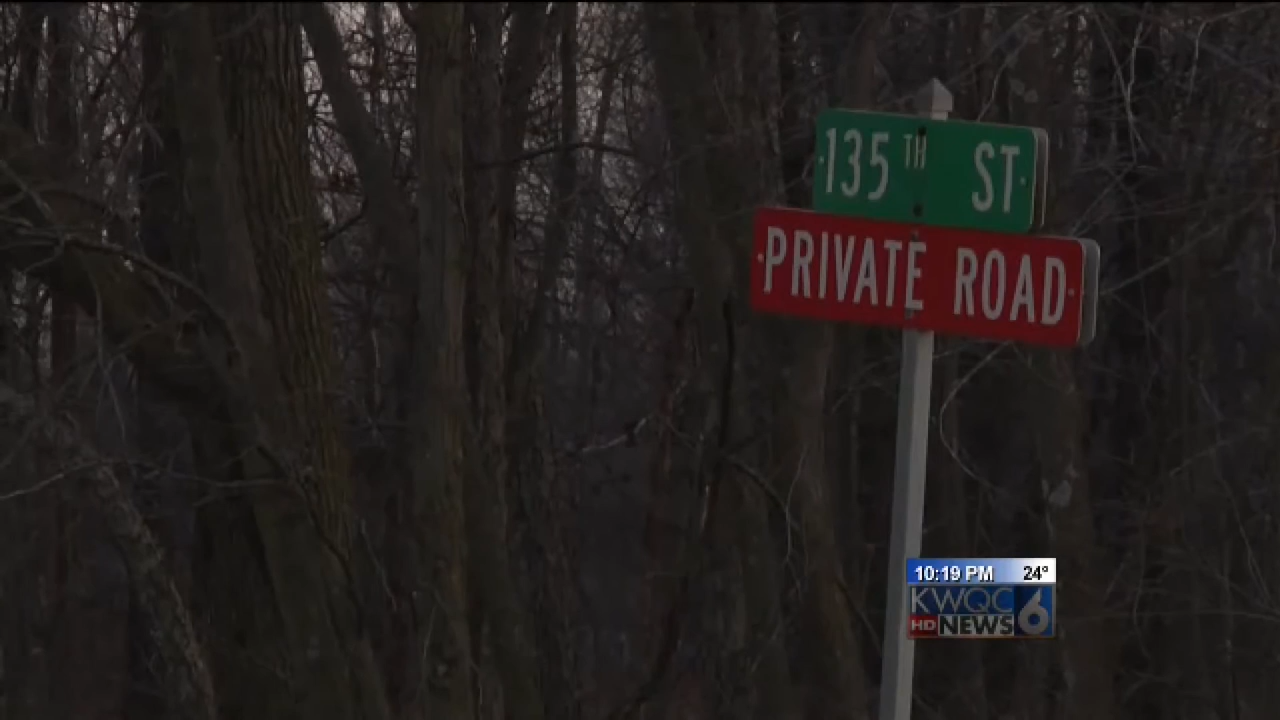 135TH ST
PRIVATE ROAD
10:19 PM 24°
KWQC 6
HD NEWS